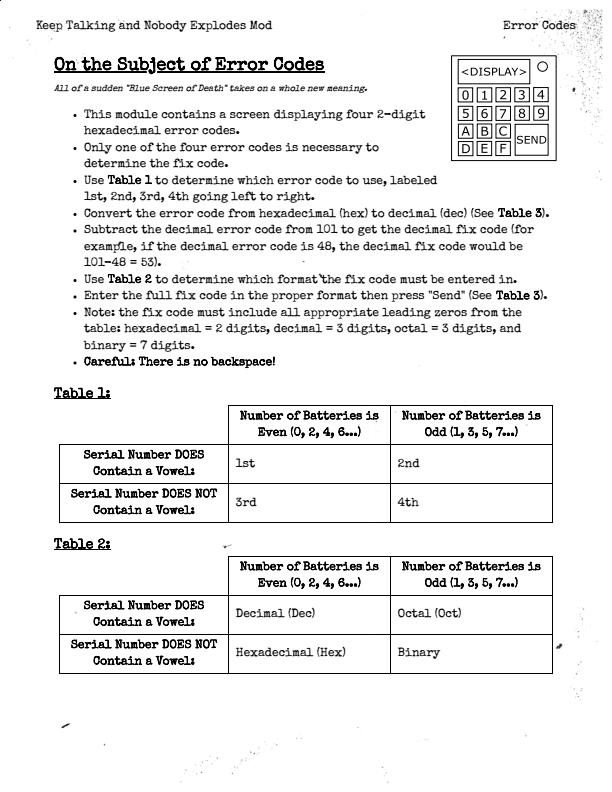 Keep Talking and Nobody Explodes Mod Error Codes
On the Subject of Error Codes
All of a sudden "Blue Screen of Death" takes on a whole new meaning.
<DISPLAY>
0 1 2 3 4
5 6 7 8 9
A B C
D E F
SEND
• This module contains a screen displaying four 2-digit
hexadecimal error codes.
• Only one of the four error codes is necessary to
determine the fix code.
• Use Table 1 to determine which error code to use, labeled
1st, 2nd, 3rd, 4th going left to right.
• Convert the error code from hexadecimal (hex) to decimal (dec) (See Table 3).
• Subtract the decimal error code from 101 to get the decimal fix code (for
example, if the decimal error code is 48, the decimal fix code would be
101-48 = 53).
• Use Table 2 to determine which format the fix code must be entered in.
• Enter the full fix code in the proper format then press "Send" (See Table 3).
• Note: the fix code must include all appropriate leading zeros from the
table: hexadecimal = 2 digits, decimal = 3 digits, octal = 3 digits, and
binary = 7 digits.
• Careful: There is no backspace!
Table 1:
Number of Batteries is Number of Batteries is
Even (0, 2, 4, 6...) Odd (1, 3, 5, 7...)
Serial Number DOES
Contain a Vowel:
1st 2nd
Serial Number DOES NOT
Contain a Vowel:
3rd 4th
Table 2:
Number of Batteries is Number of Batteries is
Even (0, 2, 4, 6...) Odd (1, 3, 5, 7...)
Serial Number DOES
Contain a Vowel:
Decimal (Dec) Octal (Oct)
Serial Number DOES NOT
Contain a Vowel:
Hexadecimal (Hex) Binary